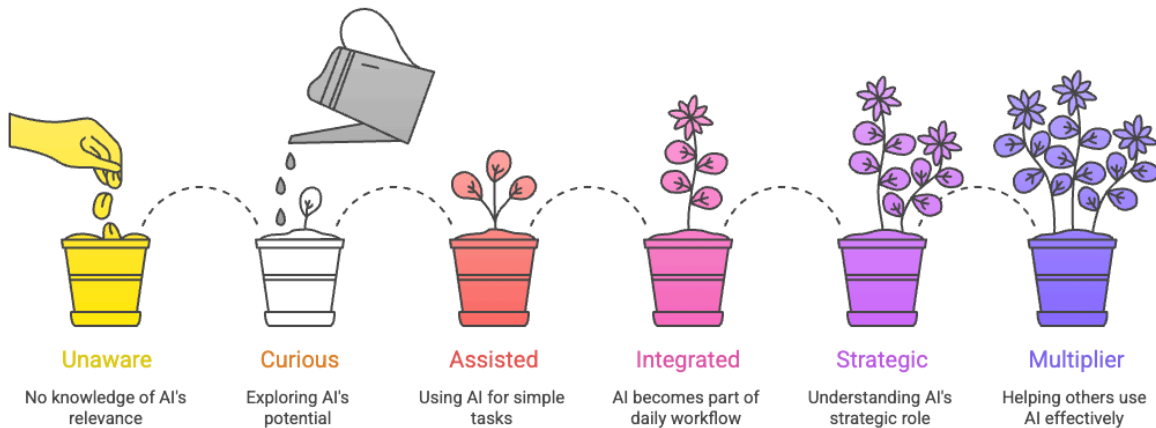 Unaware
No knowledge of AI's
relevance
Curious
Exploring AI's
potential
Assisted
Using AI for simple
tasks
Integrated
AI becomes part of
daily workflow
Strategic
Understanding AI's
strategic role
Multiplier
Helping others use
AI effectively